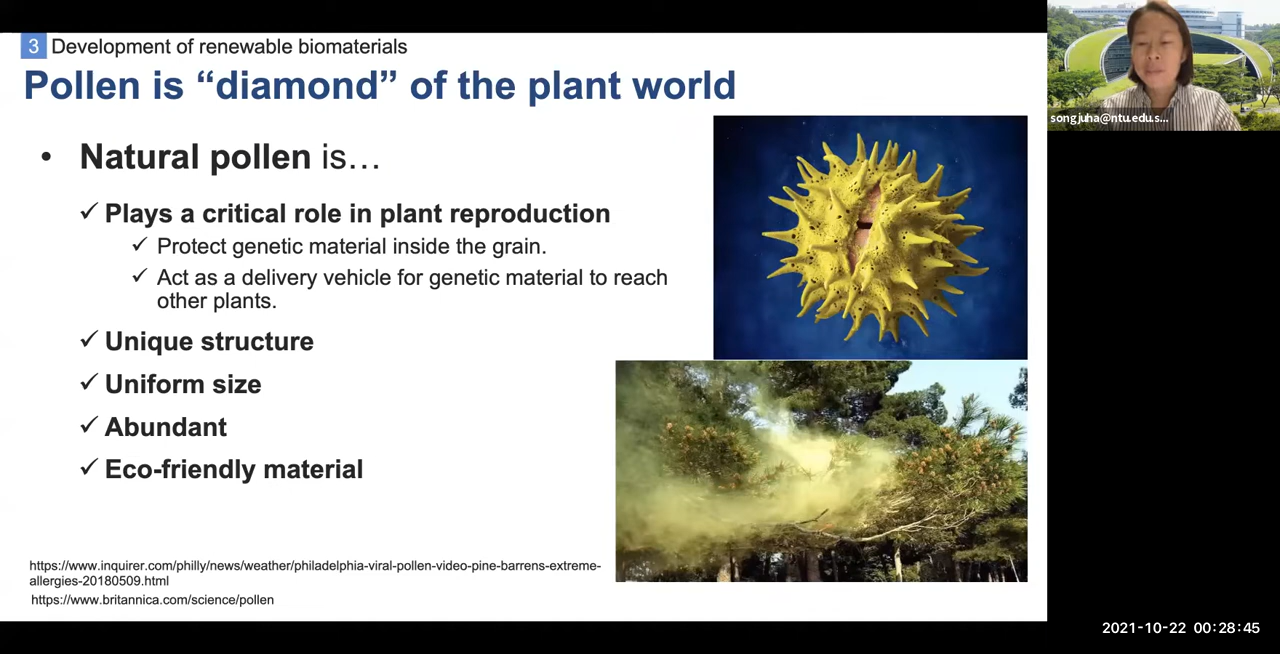 3 Development of renewable biomaterials
Pollen is “diamond” of the plant world
• Natural pollen is…
✓ Plays a critical role in plant reproduction
✓ Protect genetic material inside the grain.
✓ Act as a delivery vehicle for genetic material to reach
other plants.
✓ Unique structure
✓ Uniform size
✓ Abundant
✓ Eco-friendly material
https://www.inquirer.com/philly/news/weather/philadelphia-viral-pollen-video-pine-barrens-extreme-
allergies-20180509.html
https://www.britannica.com/science/pollen
songjuha@ntu.edu.s...
2021-10-22 00:28:45